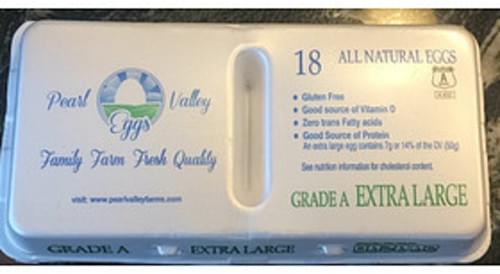 Pearl Valley
Eggs
Family Farm Fresh Quality
visit: www.pearlvalleyfarms.com
18 ALL NATURAL EGGS
A
Gluten Free
Good source of Vitamin D
Zero trans Fatty acids
Good Source of Protein
An extra large egg contains 7g or 14% of the DV (50g)
See nutrition information for cholesterol content.
GRADE A EXTRA LARGE
GRADE A EXTRA LARGE